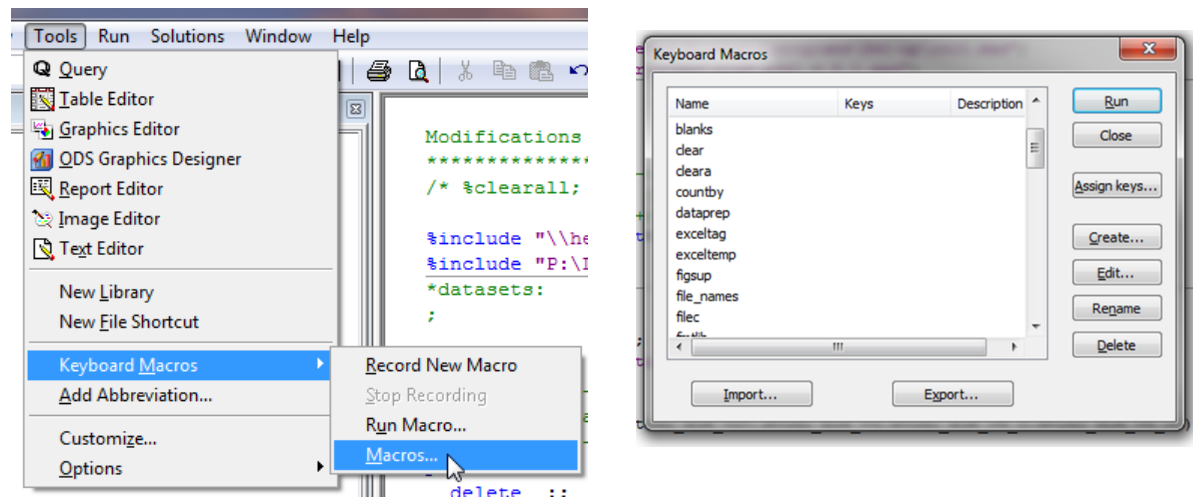 Tools Run Solutions Window Help
Query
Table Editor
Graphics Editor
ODS Graphics Designer
Report Editor
Image Editor
Text Editor
New Library
New File Shortcut
Keyboard Macros
Add Abbreviation...
Customize...
Options
Record New Macro
Stop Recording
Run Macro...
Macros...
Modifications
**************
/* %clearall;
%include "\\he
%include "P:\
*datasets:
;
delete ;;
Keyboard Macros
Name Keys Description
blanks
clear
cleara
countby
dataprep
exceltag
exceltemp
figsup
file_names
filec
Run
Close
Assign keys...
Create...
Edit...
Rename
Delete
Import... Export...